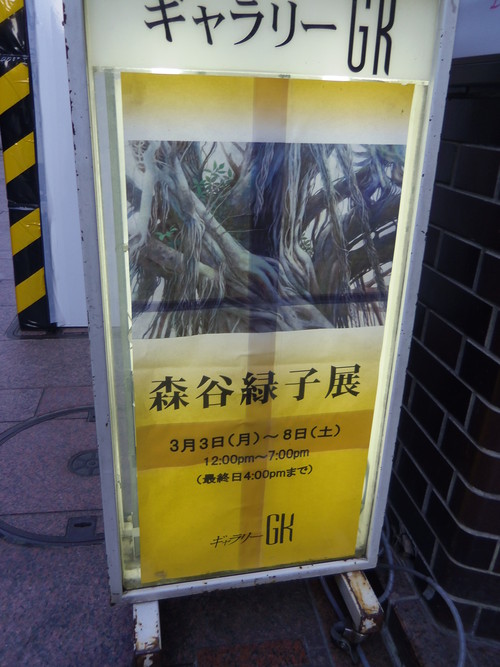 ギャラリーGK
森谷緑子展
3月3日(月)～8日(土)
12:00pm～7:00pm
(最終日4:00pmまで)
ギャラリーGK